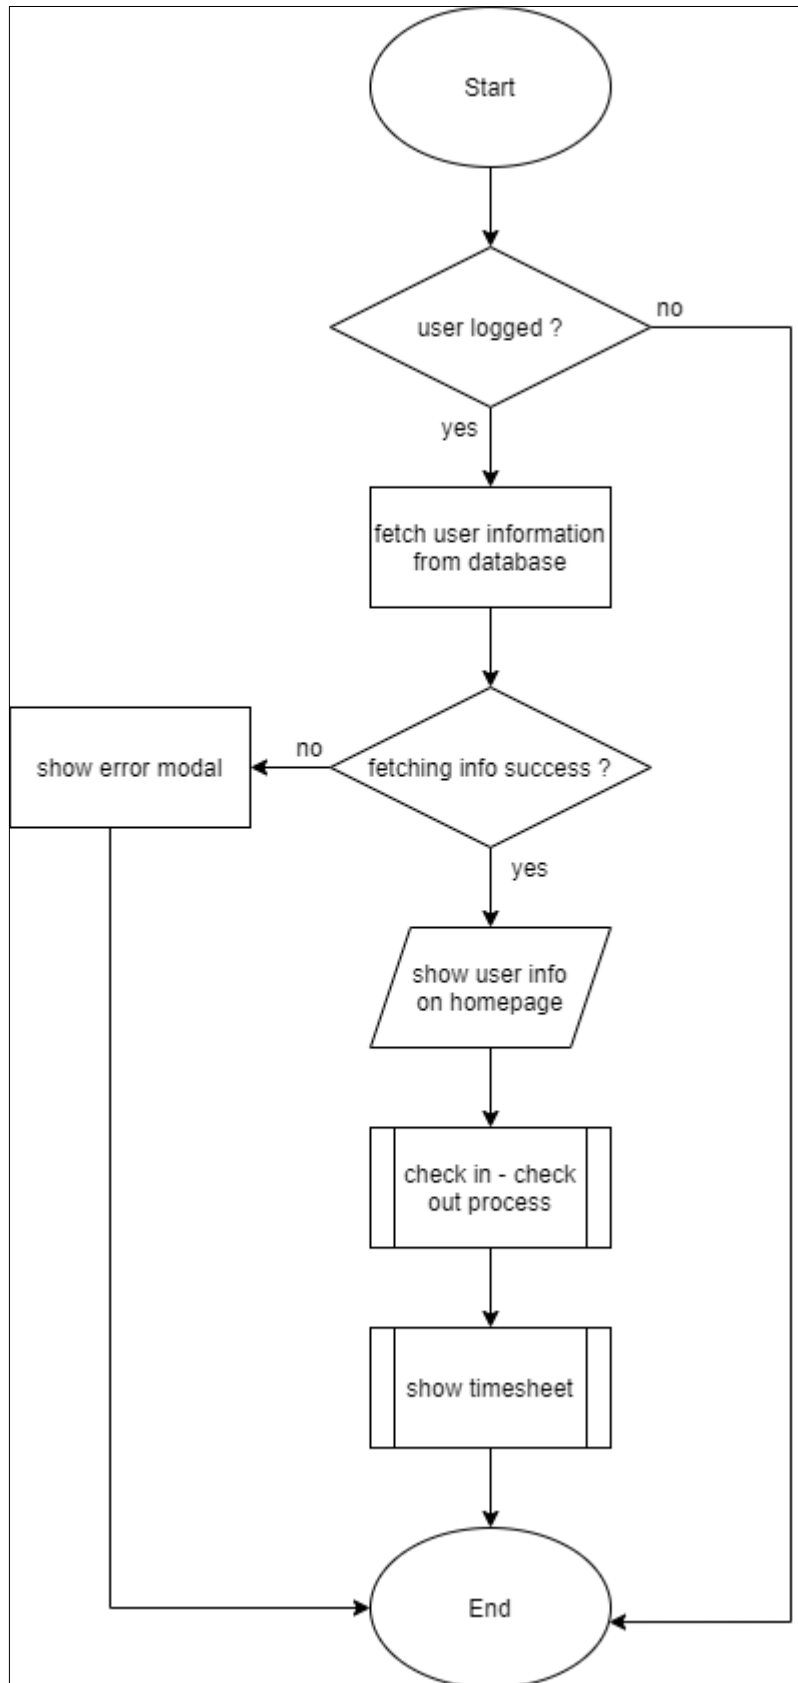 Start
user logged ?
no
yes
fetch user information
from database
fetching info success ?
no
show error modal
yes
show user info
on homepage
check in - check
out process
show timesheet
End